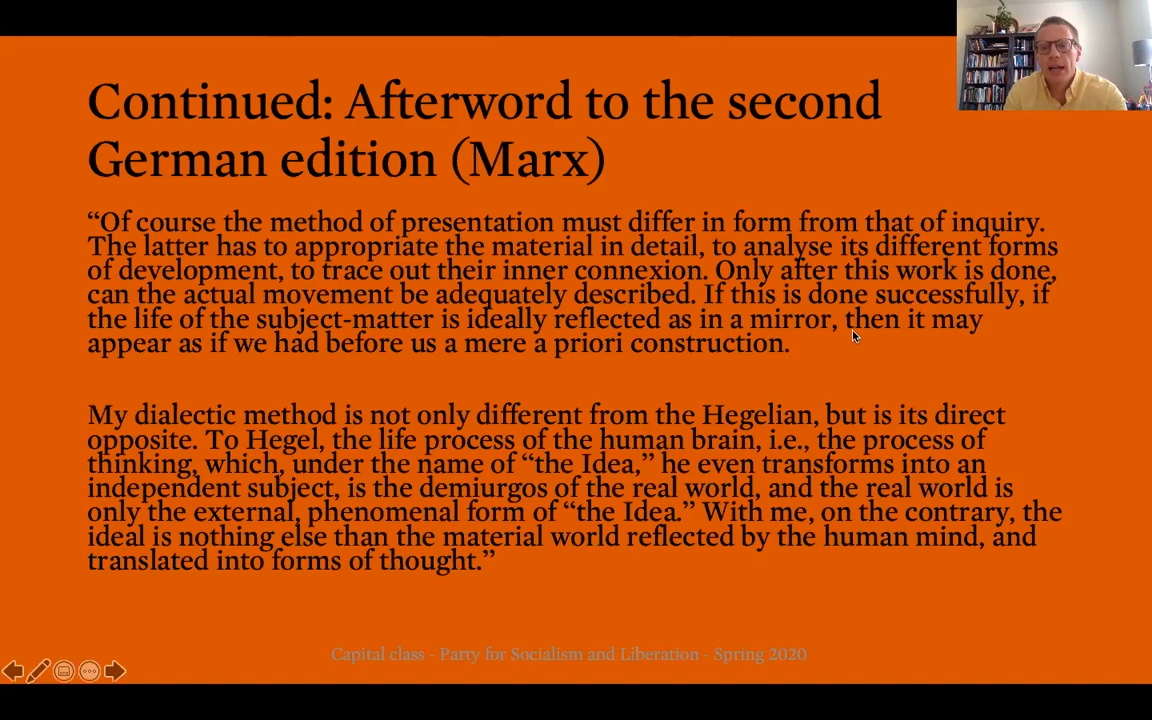 Continued: Afterword to the second
German edition (Marx)
“Of course the method of presentation must differ in form from that of inquiry.
The latter has to appropriate the material in detail, to analyse its different forms
of development, to trace out their inner connexion. Only after this work is done,
can the actual movement be adequately described. If this is done successfully, if
the life of the subject-matter is ideally reflected as in a mirror, then it may
appear as if we had before us a mere a priori construction.
My dialectic method is not only different from the Hegelian, but is its direct
opposite. To Hegel, the life process of the human brain, i.e., the process of
thinking, which, under the name of “the Idea,” he even transforms into an
independent subject, is the demiurgos of the real world, and the real world is
only the external, phenomenal form of “the Idea.” With me, on the contrary, the
ideal is nothing else than the material world reflected by the human mind, and
translated into forms of thought.”
Capital class - Party for Socialism and Liberation - Spring 2020